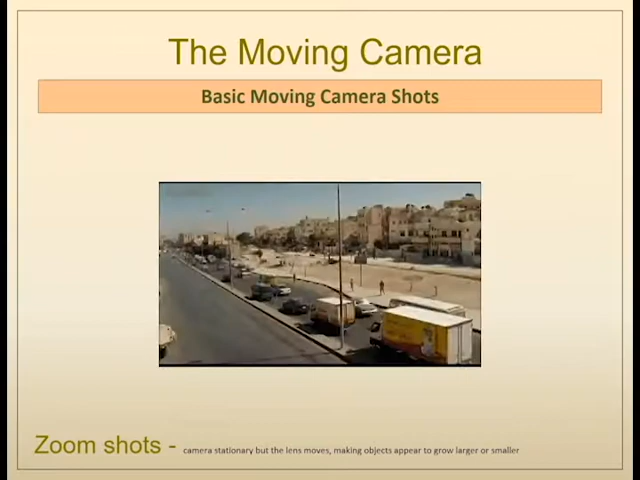 The Moving Camera
Basic Moving Camera Shots
Zoom shots - camera stationary but the lens moves, making objects appear to grow larger or smaller